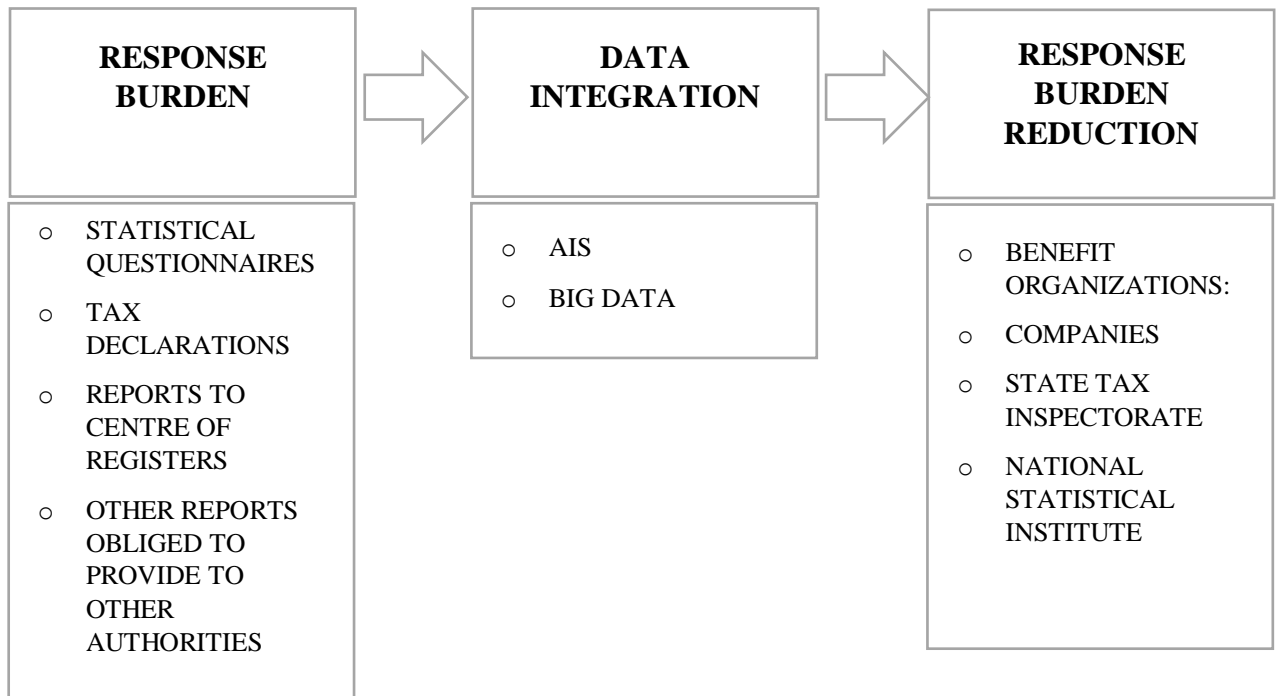 RESPONSE
BURDEN
○ STATISTICAL
QUESTIONNAIRES
○ TAX
DECLARATIONS
○ REPORTS TO
CENTRE OF
REGISTERS
○ OTHER REPORTS
OBLIGED TO
PROVIDE TO
OTHER
AUTHORITIES
DATA
INTEGRATION
○ AIS
○ BIG DATA
RESPONSE
BURDEN
REDUCTION
○ BENEFIT
ORGANIZATIONS:
○ COMPANIES
○ STATE TAX
INSPECTORATE
○ NATIONAL
STATISTICAL
INSTITUTE